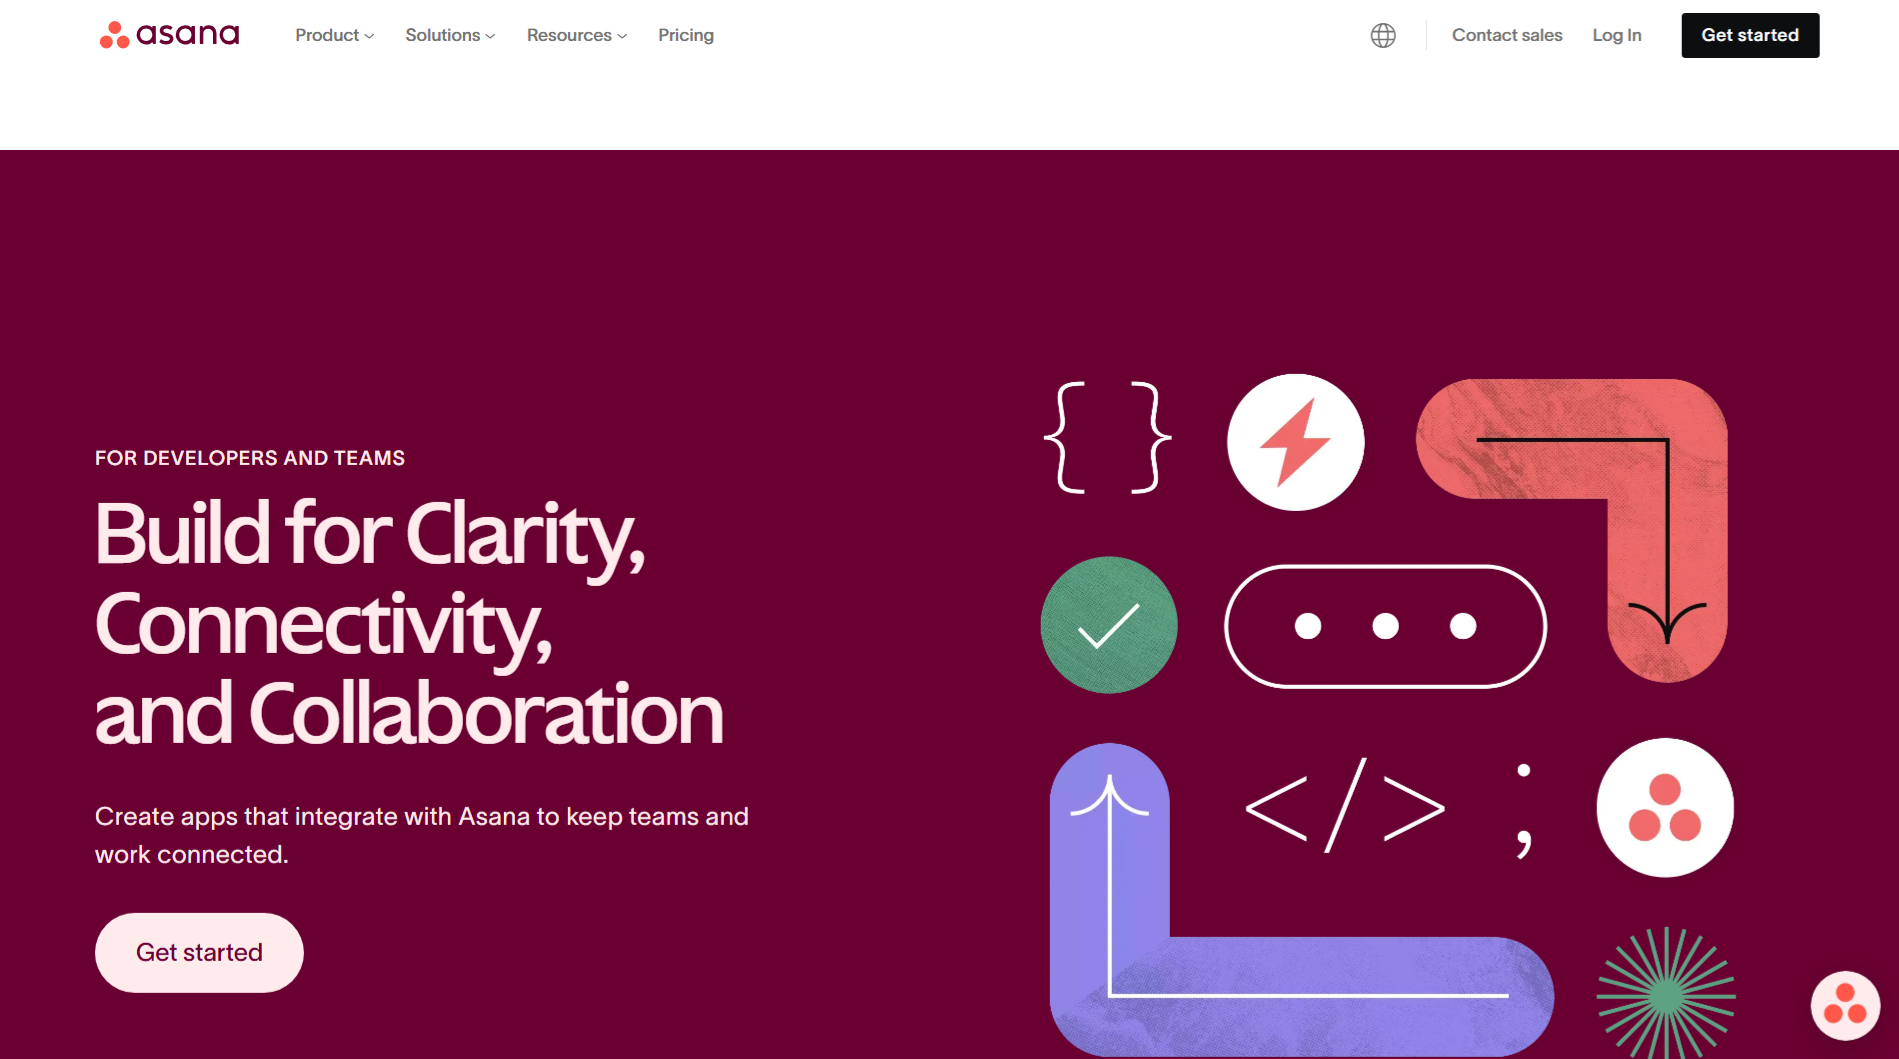 asana
Product
Solutions
Resources
Pricing
Contact sales
Log In
Get started
FOR DEVELOPERS AND TEAMS
Build for Clarity,
Connectivity,
and Collaboration
Create apps that integrate with Asana to keep teams and
work connected.
Get started
{ }
</> ;